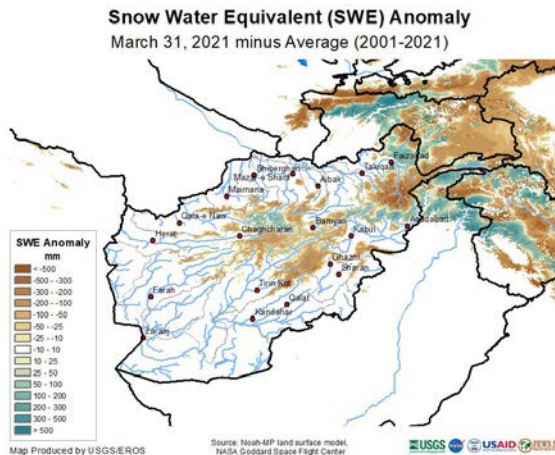 Snow Water Equivalent (SWE) Anomaly
March 31, 2021 minus Average (2001-2021)
Faizabad
Shiberghan
Taluqan
Mazar-e Sharif
Aibak
Maimana
Qala-e Naw
Bamyan
Asadabad
Herat
Chaghcharan
Kabul
Ghazni
Sharan
Farah
Tirin Kot
Qalat
Kandahar
Zaranj
SWE Anomaly
mm
< -500
-500 - -300
-300 - -200
-200 - -100
-100 - -50
-50 - -25
-25 - -10
-10 - 10
10 - 25
25 - 50
50 - 100
100 - 200
200 - 300
300 - 500
> 500
Map Produced by USGS/EROS
Source: Noah-MP land surface model,
NASA Goddard Space Flight Center
USGS
NASA
USAID
FEWS N